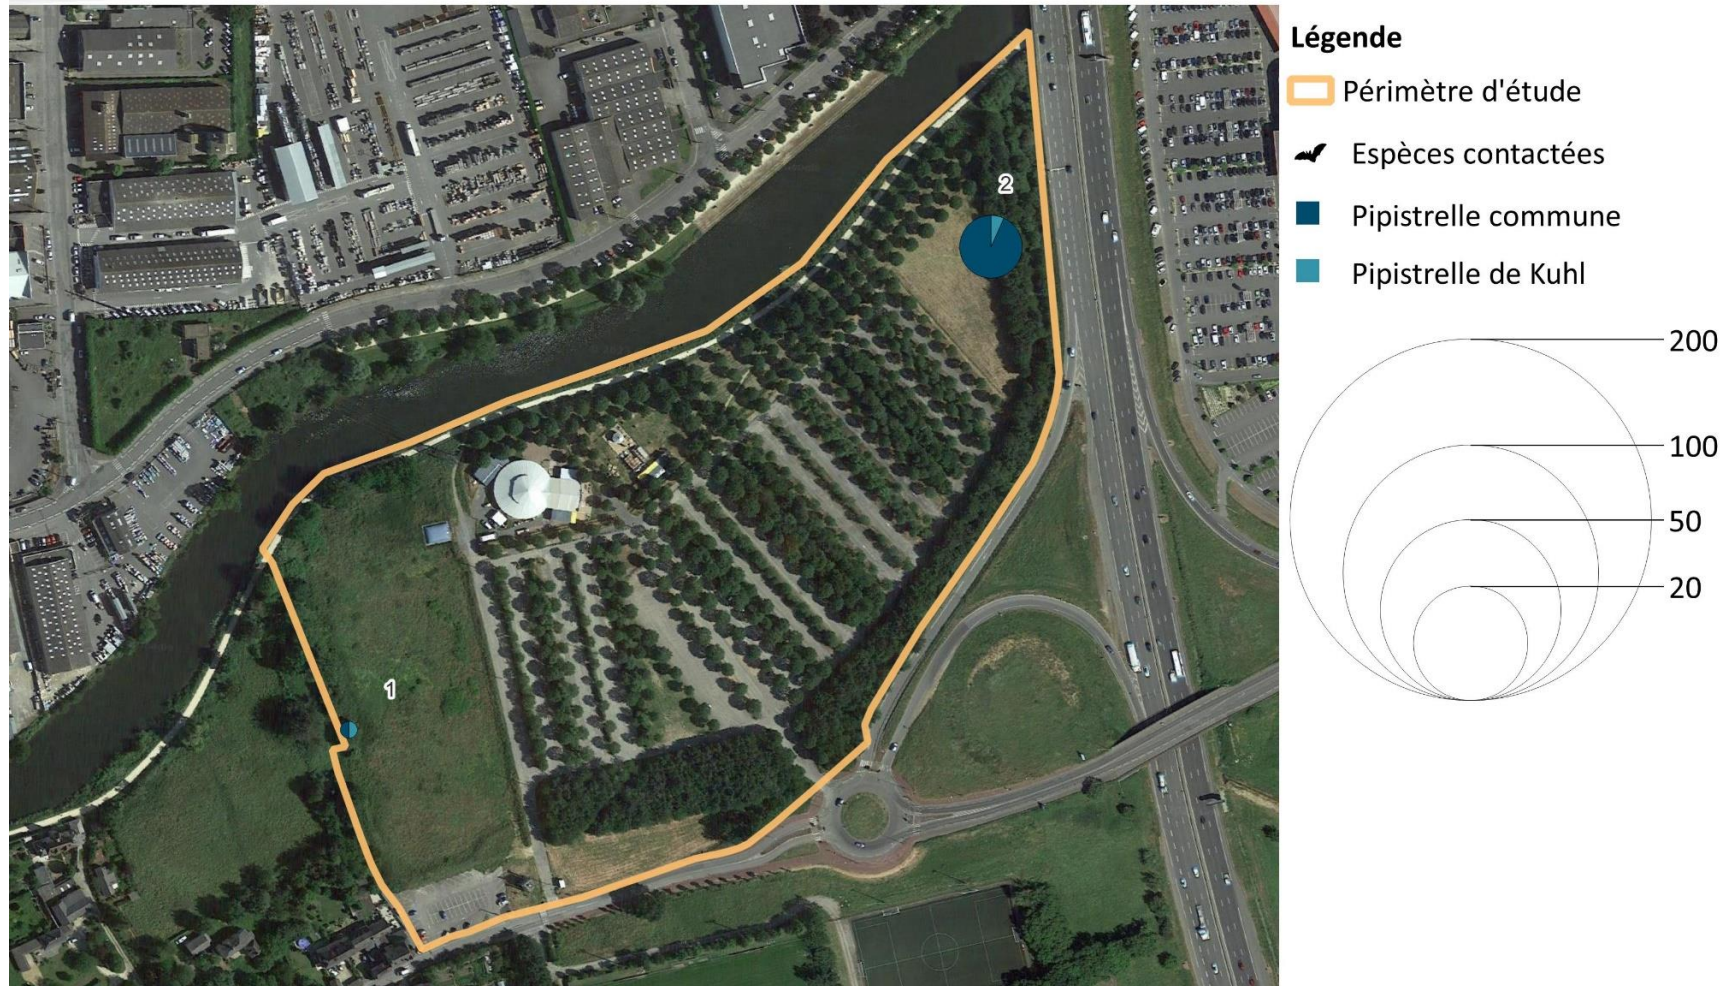 Légende
Périmètre d'étude
Espèces contactées
Pipistrelle commune
Pipistrelle de Kuhl
200
100
50
20
2
1